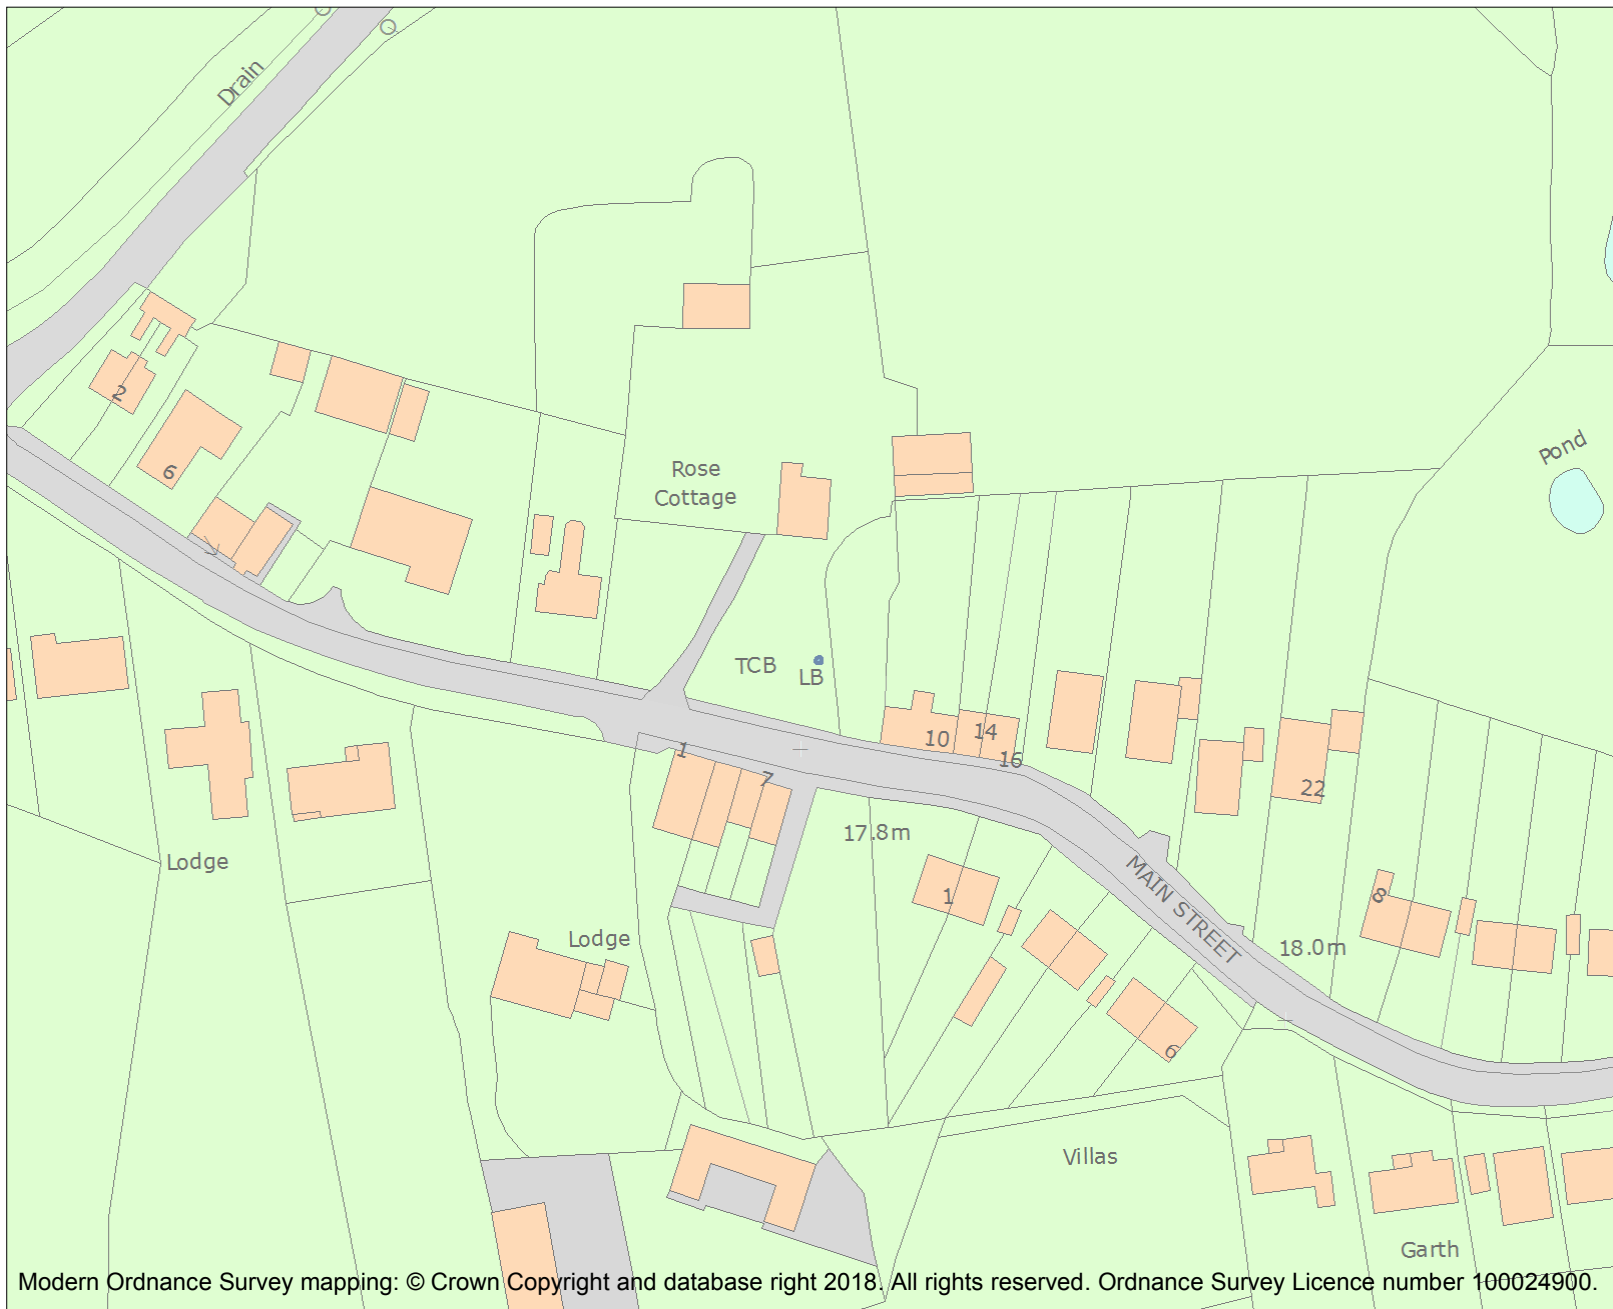 Drain
2
6
Rose
Cottage
Pond
TCB
LB
1
7
10
14
16
22
17.8m
MAIN STREET
Lodge
1
8
Lodge
18.0m
6
Villas
Garth
Modern Ordnance Survey mapping: © Crown Copyright and database right 2018. All rights reserved. Ordnance Survey Licence number 100024900.